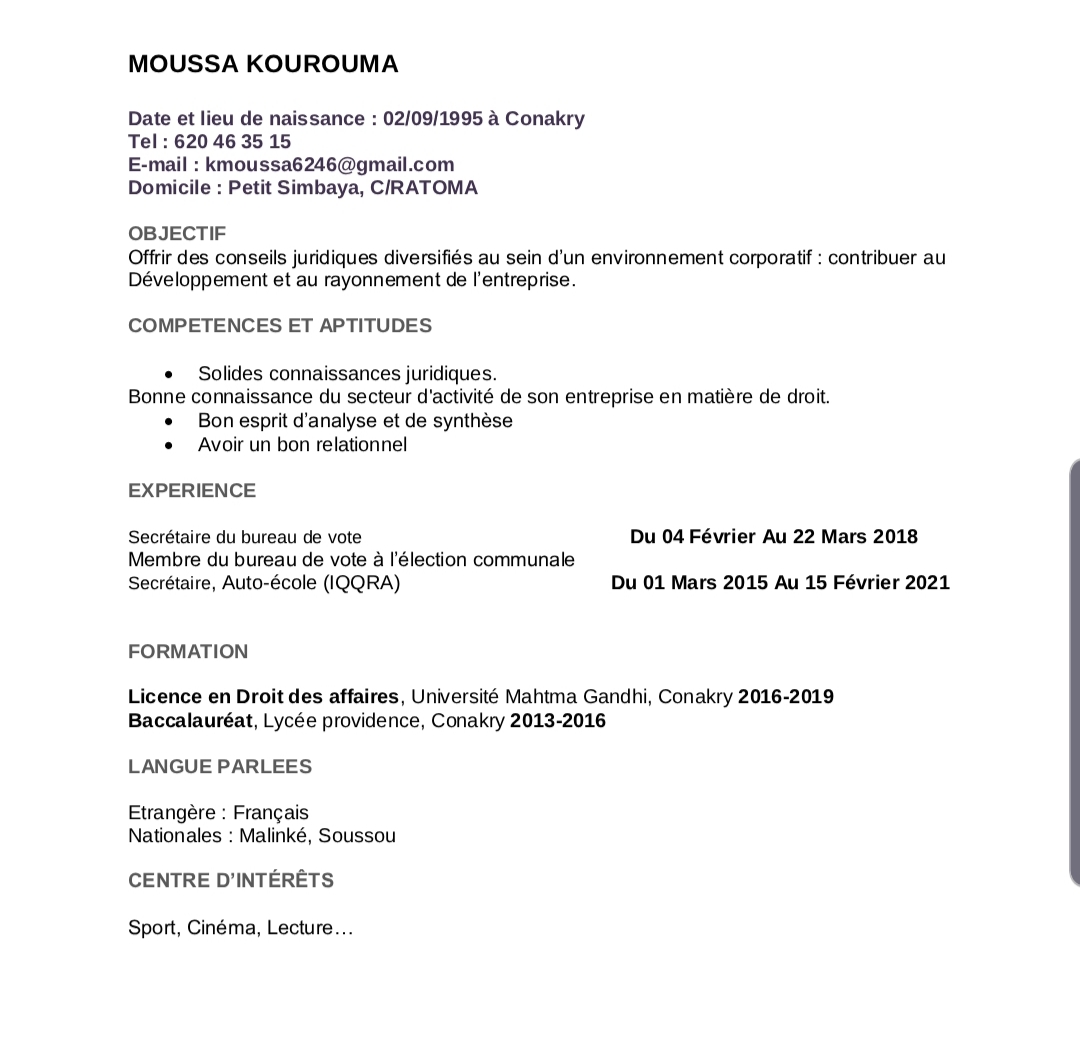 MOUSSA KOUROUMA
Date et lieu de naissance : 02/09/1995 à Conakry
Tel : 620 46 35 15
E-mail : kmoussa6246@gmail.com
Domicile : Petit Simbaya, C/RATOMA
OBJECTIF
Offrir des conseils juridiques diversifiés au sein d’un environnement corporatif : contribuer au
Développement et au rayonnement de l’entreprise.
COMPETENCES ET APTITUDES
• Solides connaissances juridiques.
Bonne connaissance du secteur d'activité de son entreprise en matière de droit.
• Bon esprit d’analyse et de synthèse
• Avoir un bon relationnel
EXPERIENCE
Secrétaire du bureau de vote Du 04 Février Au 22 Mars 2018
Membre du bureau de vote à l’élection communale
Secrétaire, Auto-école (IQQRA) Du 01 Mars 2015 Au 15 Février 2021
FORMATION
Licence en Droit des affaires, Université Mahtma Gandhi, Conakry 2016-2019
Baccalauréat, Lycée providence, Conakry 2013-2016
LANGUE PARLEES
Etrangère : Français
Nationales : Malinké, Soussou
CENTRE D’INTÉRÊTS
Sport, Cinéma, Lecture…